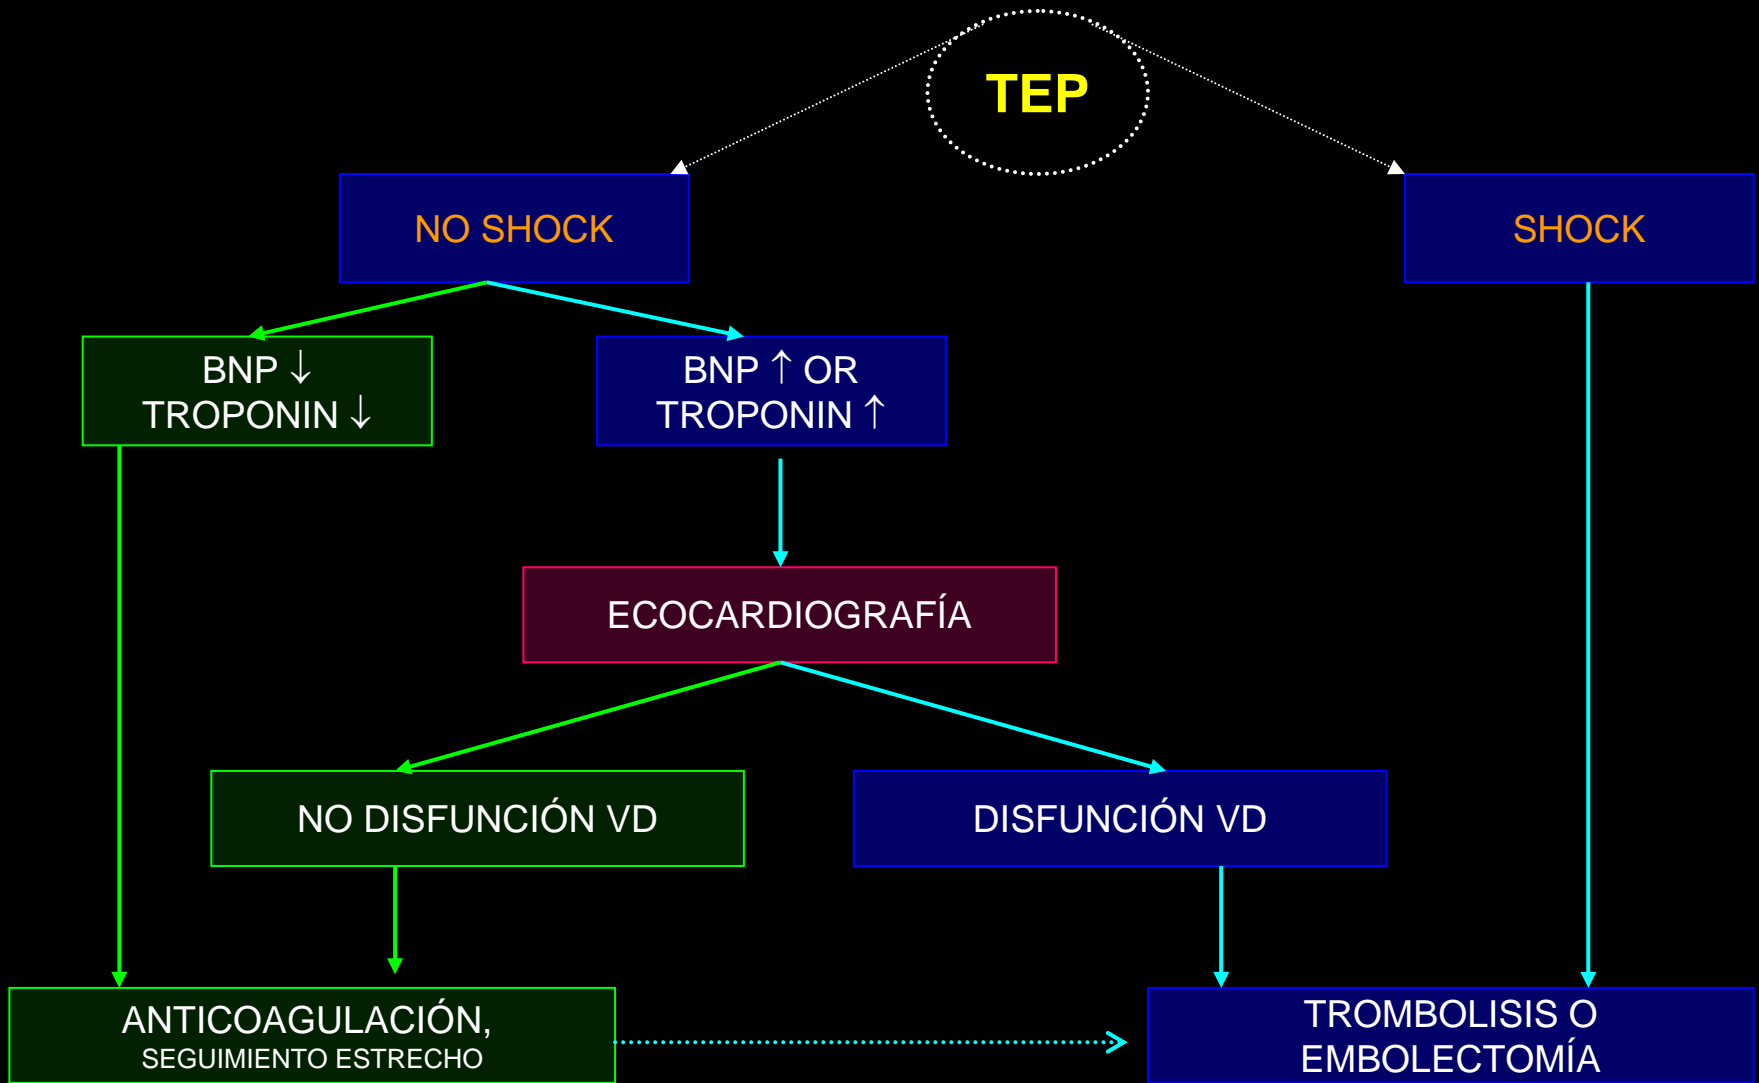 TEP
NO SHOCK
SHOCK
BNP ↓
TROPONIN ↓
BNP ↑ OR
TROPONIN ↑
ECOCARDIOGRAFÍA
NO DISFUNCIÓN VD
DISFUNCIÓN VD
ANTICOAGULACIÓN,
SEGUIMIENTO ESTRECHO
TROMBOLISIS O
EMBOLECTOMÍA